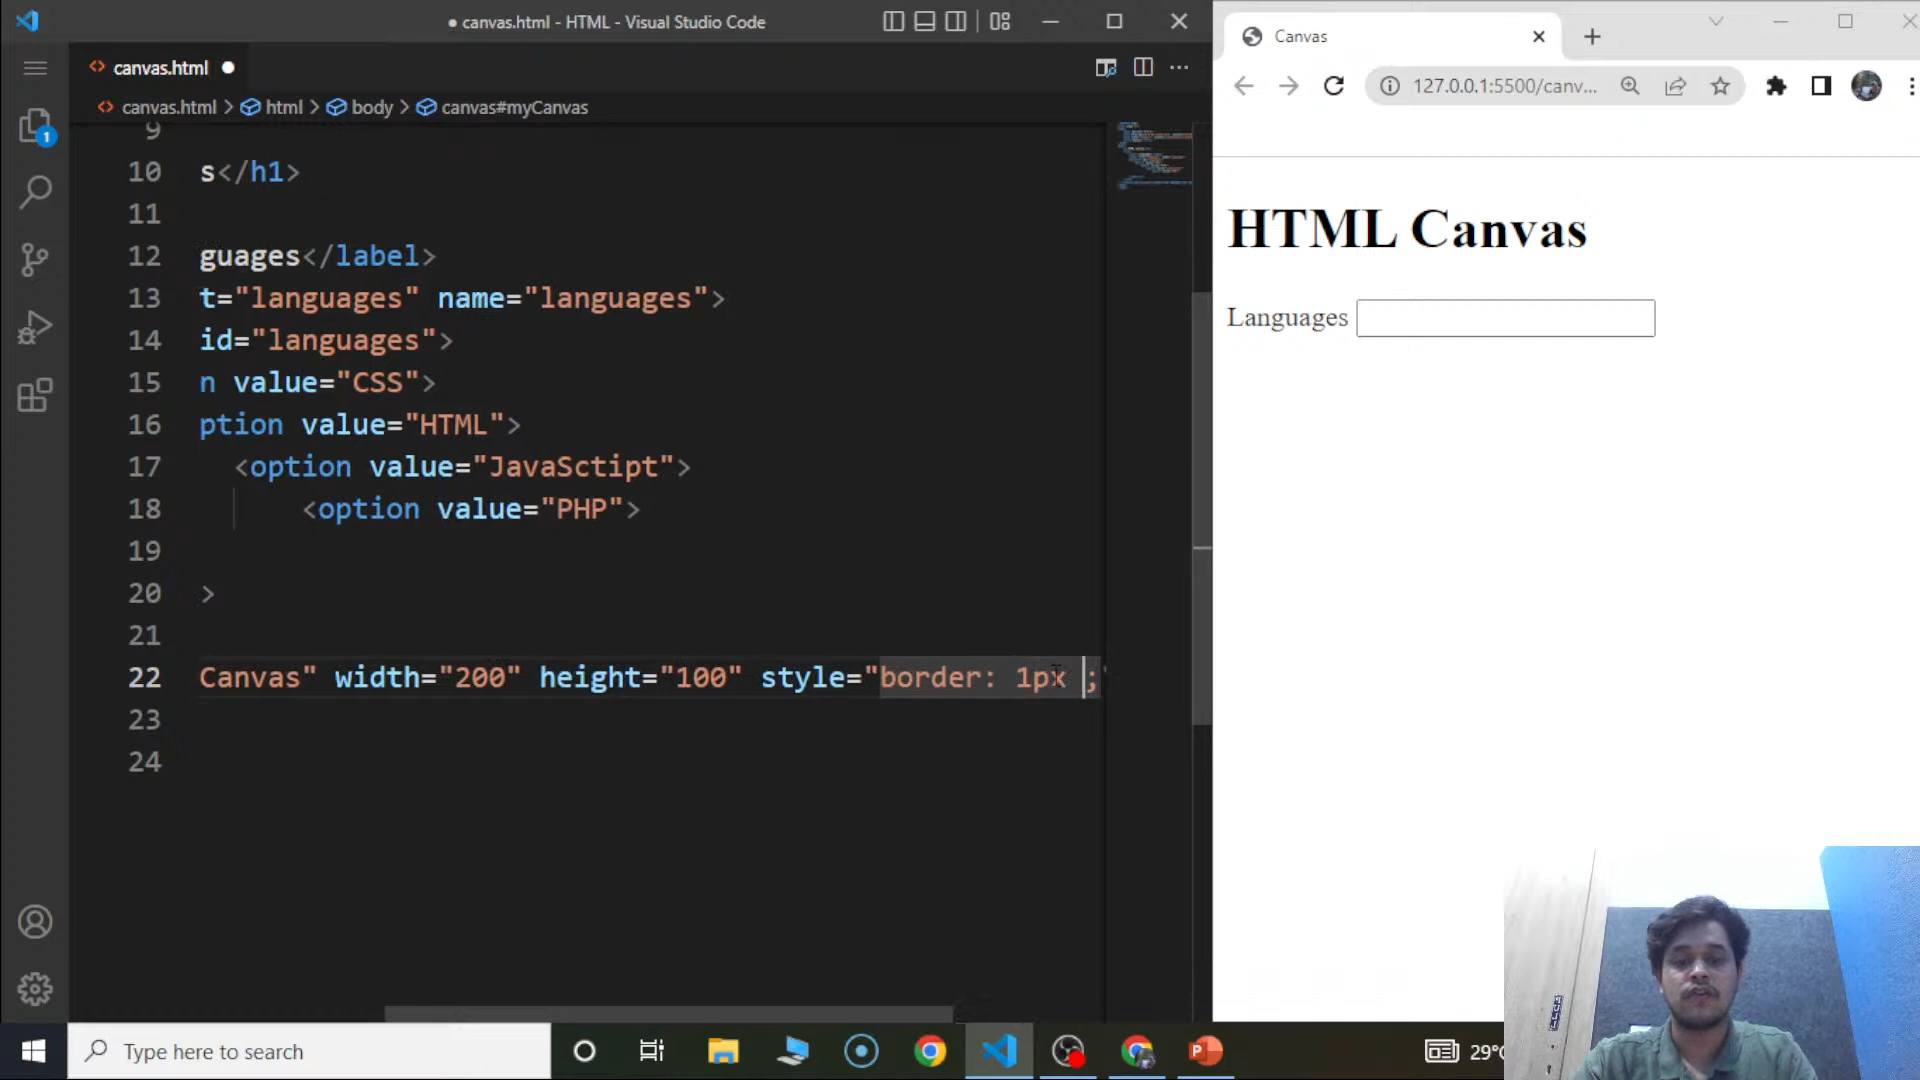 ● canvas.html - HTML - Visual Studio Code
canvas.html ●
canvas.html > html > body > canvas#myCanvas
9
10 s</h1>
11
12 guages</label>
13 t="languages" name="languages">
14 id="languages">
15 n value="CSS">
16 ption value="HTML">
17 <option value="JavaSctipt">
18 <option value="PHP">
19
20 >
21
22 Canvas" width="200" height="100" style="border: 1px ;"
23
24
1
Canvas
127.0.0.1:5500/canv...
HTML Canvas
Languages
Type here to search
29°